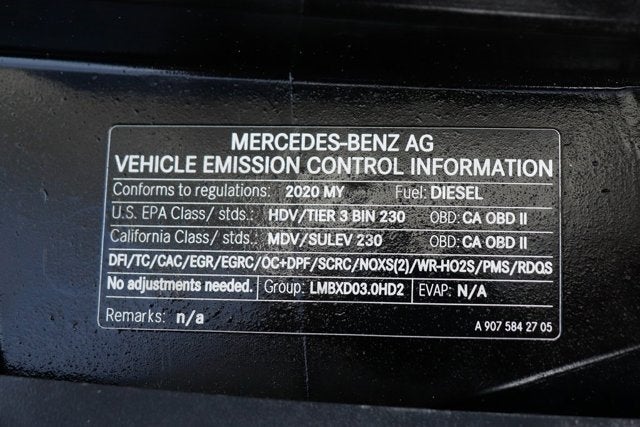 MERCEDES-BENZ AG
VEHICLE EMISSION CONTROL INFORMATION
Conforms to regulations: 2020 MY Fuel: DIESEL
U.S. EPA Class/ stds.: HDV/TIER 3 BIN 230 OBD: CA OBD II
California Class/ stds.: MDV/SULEV 230 OBD: CA OBD II
DFI/TC/CAC/EGR/EGRC/OC+DPF/SCRC/NOXS(2)/WR-HO2S/PMS/RDQS
No adjustments needed. Group: LMBXD03.0HD2 EVAP: N/A
Remarks: n/a A 907 584 27 05